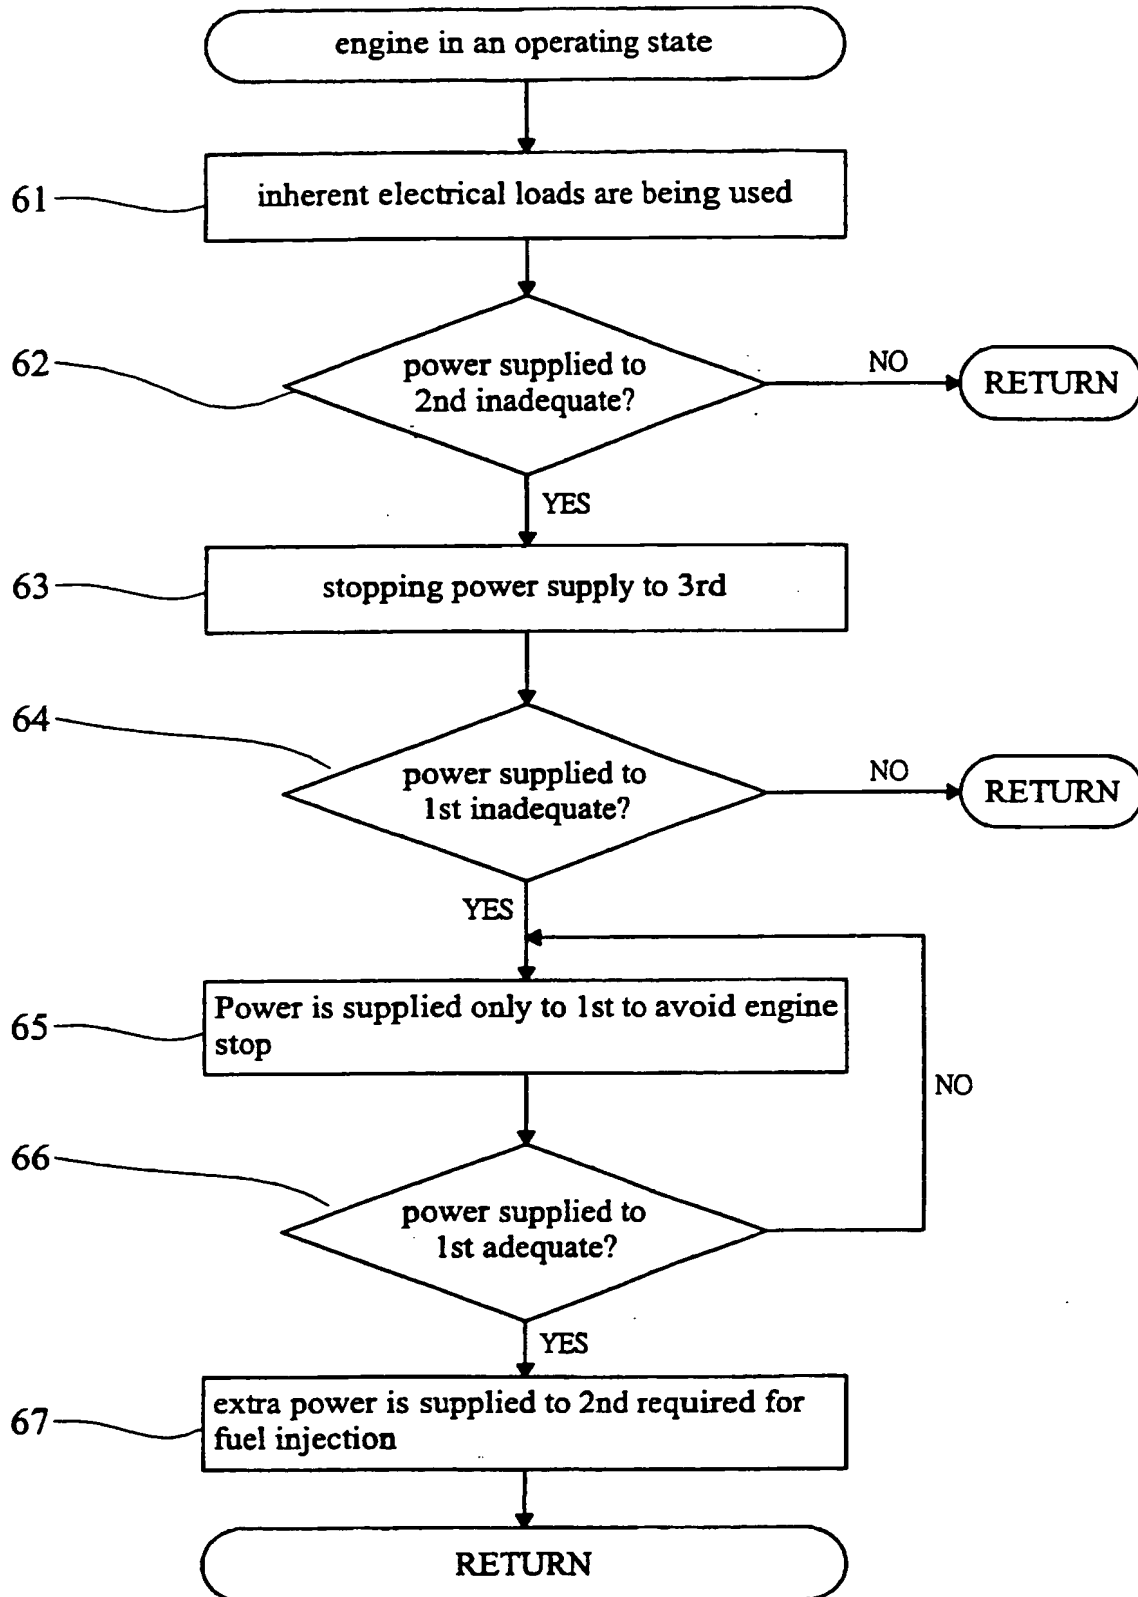 engine in an operating state
61
inherent electrical loads are being used
62
power supplied to
2nd inadequate?
NO
RETURN
YES
63
stopping power supply to 3rd
64
power supplied to
1st inadequate?
NO
RETURN
YES
65
Power is supplied only to 1st to avoid engine
stop
NO
66
power supplied to
1st adequate?
YES
67
extra power is supplied to 2nd required for
fuel injection
RETURN